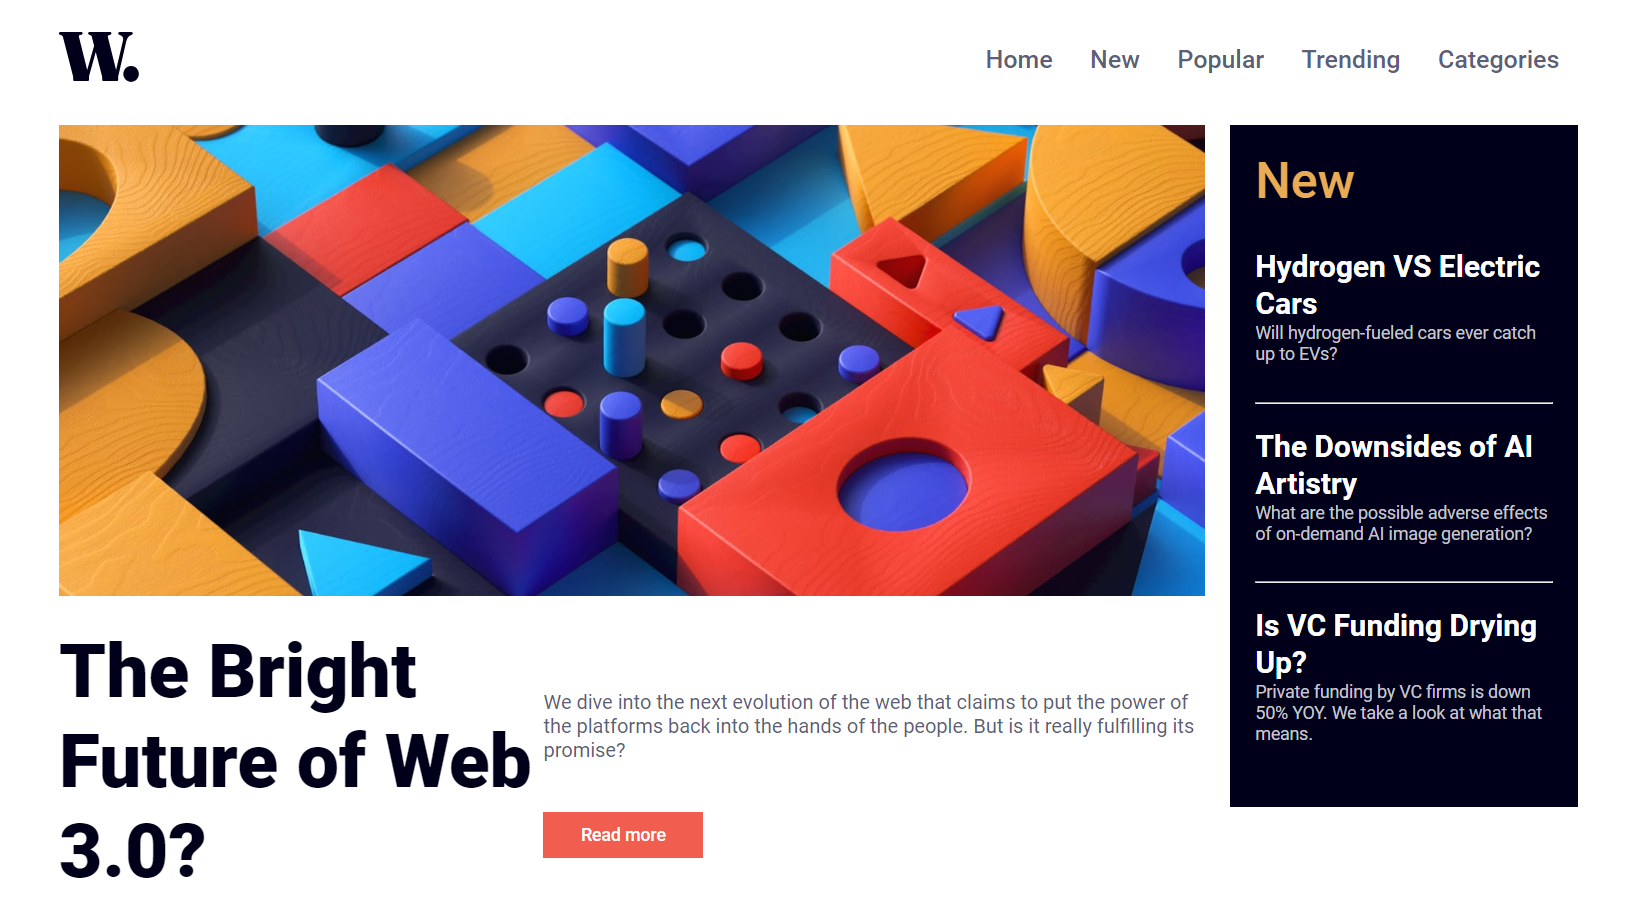 W.
Home New Popular Trending Categories
New
Hydrogen VS Electric
Cars
Will hydrogen-fueled cars ever catch
up to EVs?
The Downsides of AI
Artistry
What are the possible adverse effects
of on-demand AI image generation?
Is VC Funding Drying
Up?
Private funding by VC firms is down
50% YOY. We take a look at what that
means.
The Bright
Future of Web
3.0?
We dive into the next evolution of the web that claims to put the power of
the platforms back into the hands of the people. But is it really fulfilling its
promise?
Read more